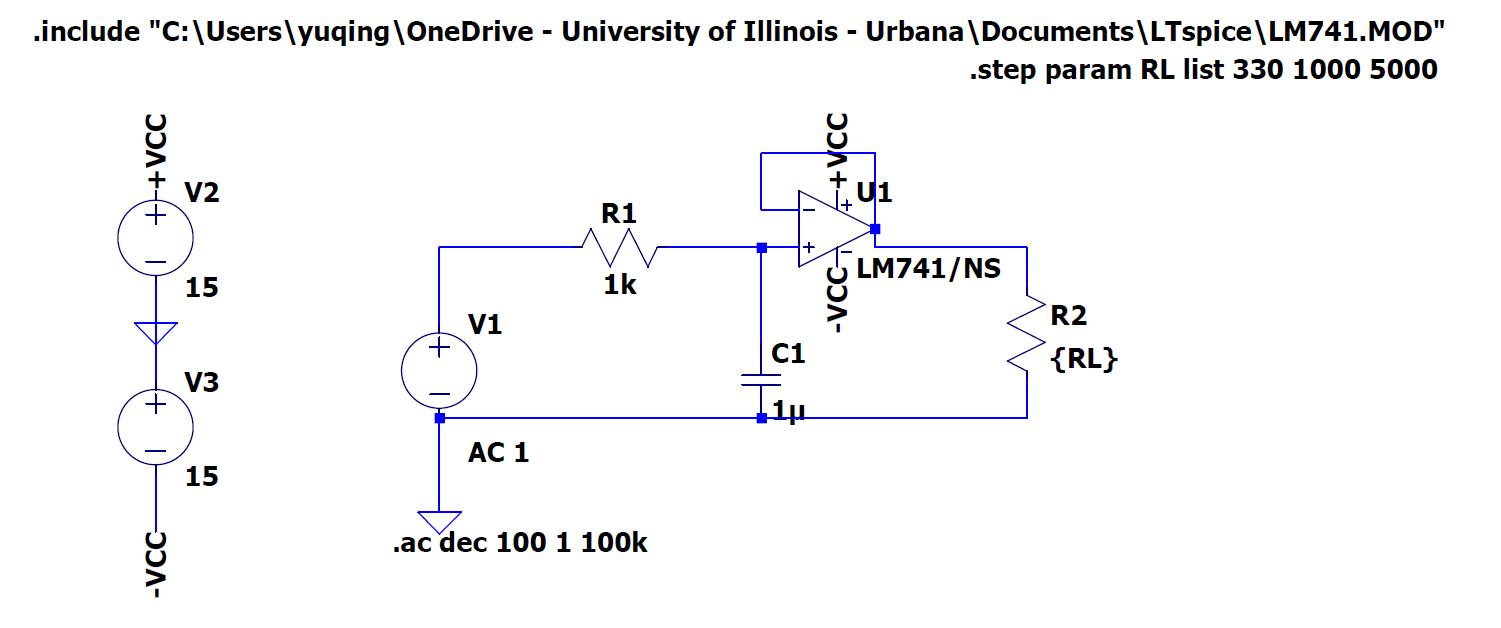 .include "C:\Users\yuqing\OneDrive - University of Illinois - Urbana\Documents\LTspice\LM741.MOD"
.step param RL list 330 1000 5000
+VCC
V2
15
V3
15
-VCC
V1
AC 1
.ac dec 100 1 100k
R1
1k
C1
1µ
+VCC
U1
LM741/NS
-VCC
R2
{RL}